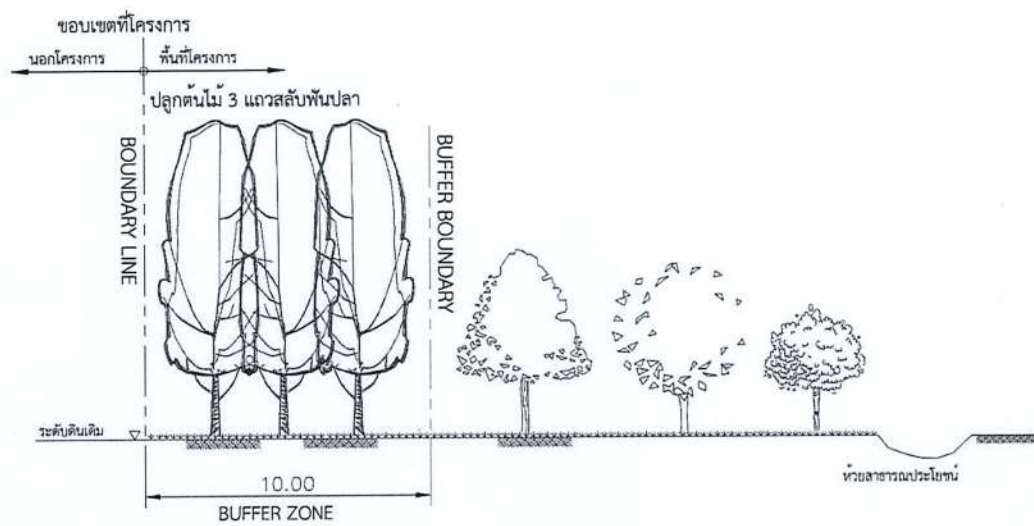 ขอบเขตที่โครงการ
นอกโครงการ
พื้นที่โครงการ
ปลูกต้นไม้ 3 แถวสลับฟันปลา
BOUNDARY LINE
BUFFER BOUNDARY
ระดับดินเดิม
10.00
BUFFER ZONE
ห้วยสาธารณประโยชน์